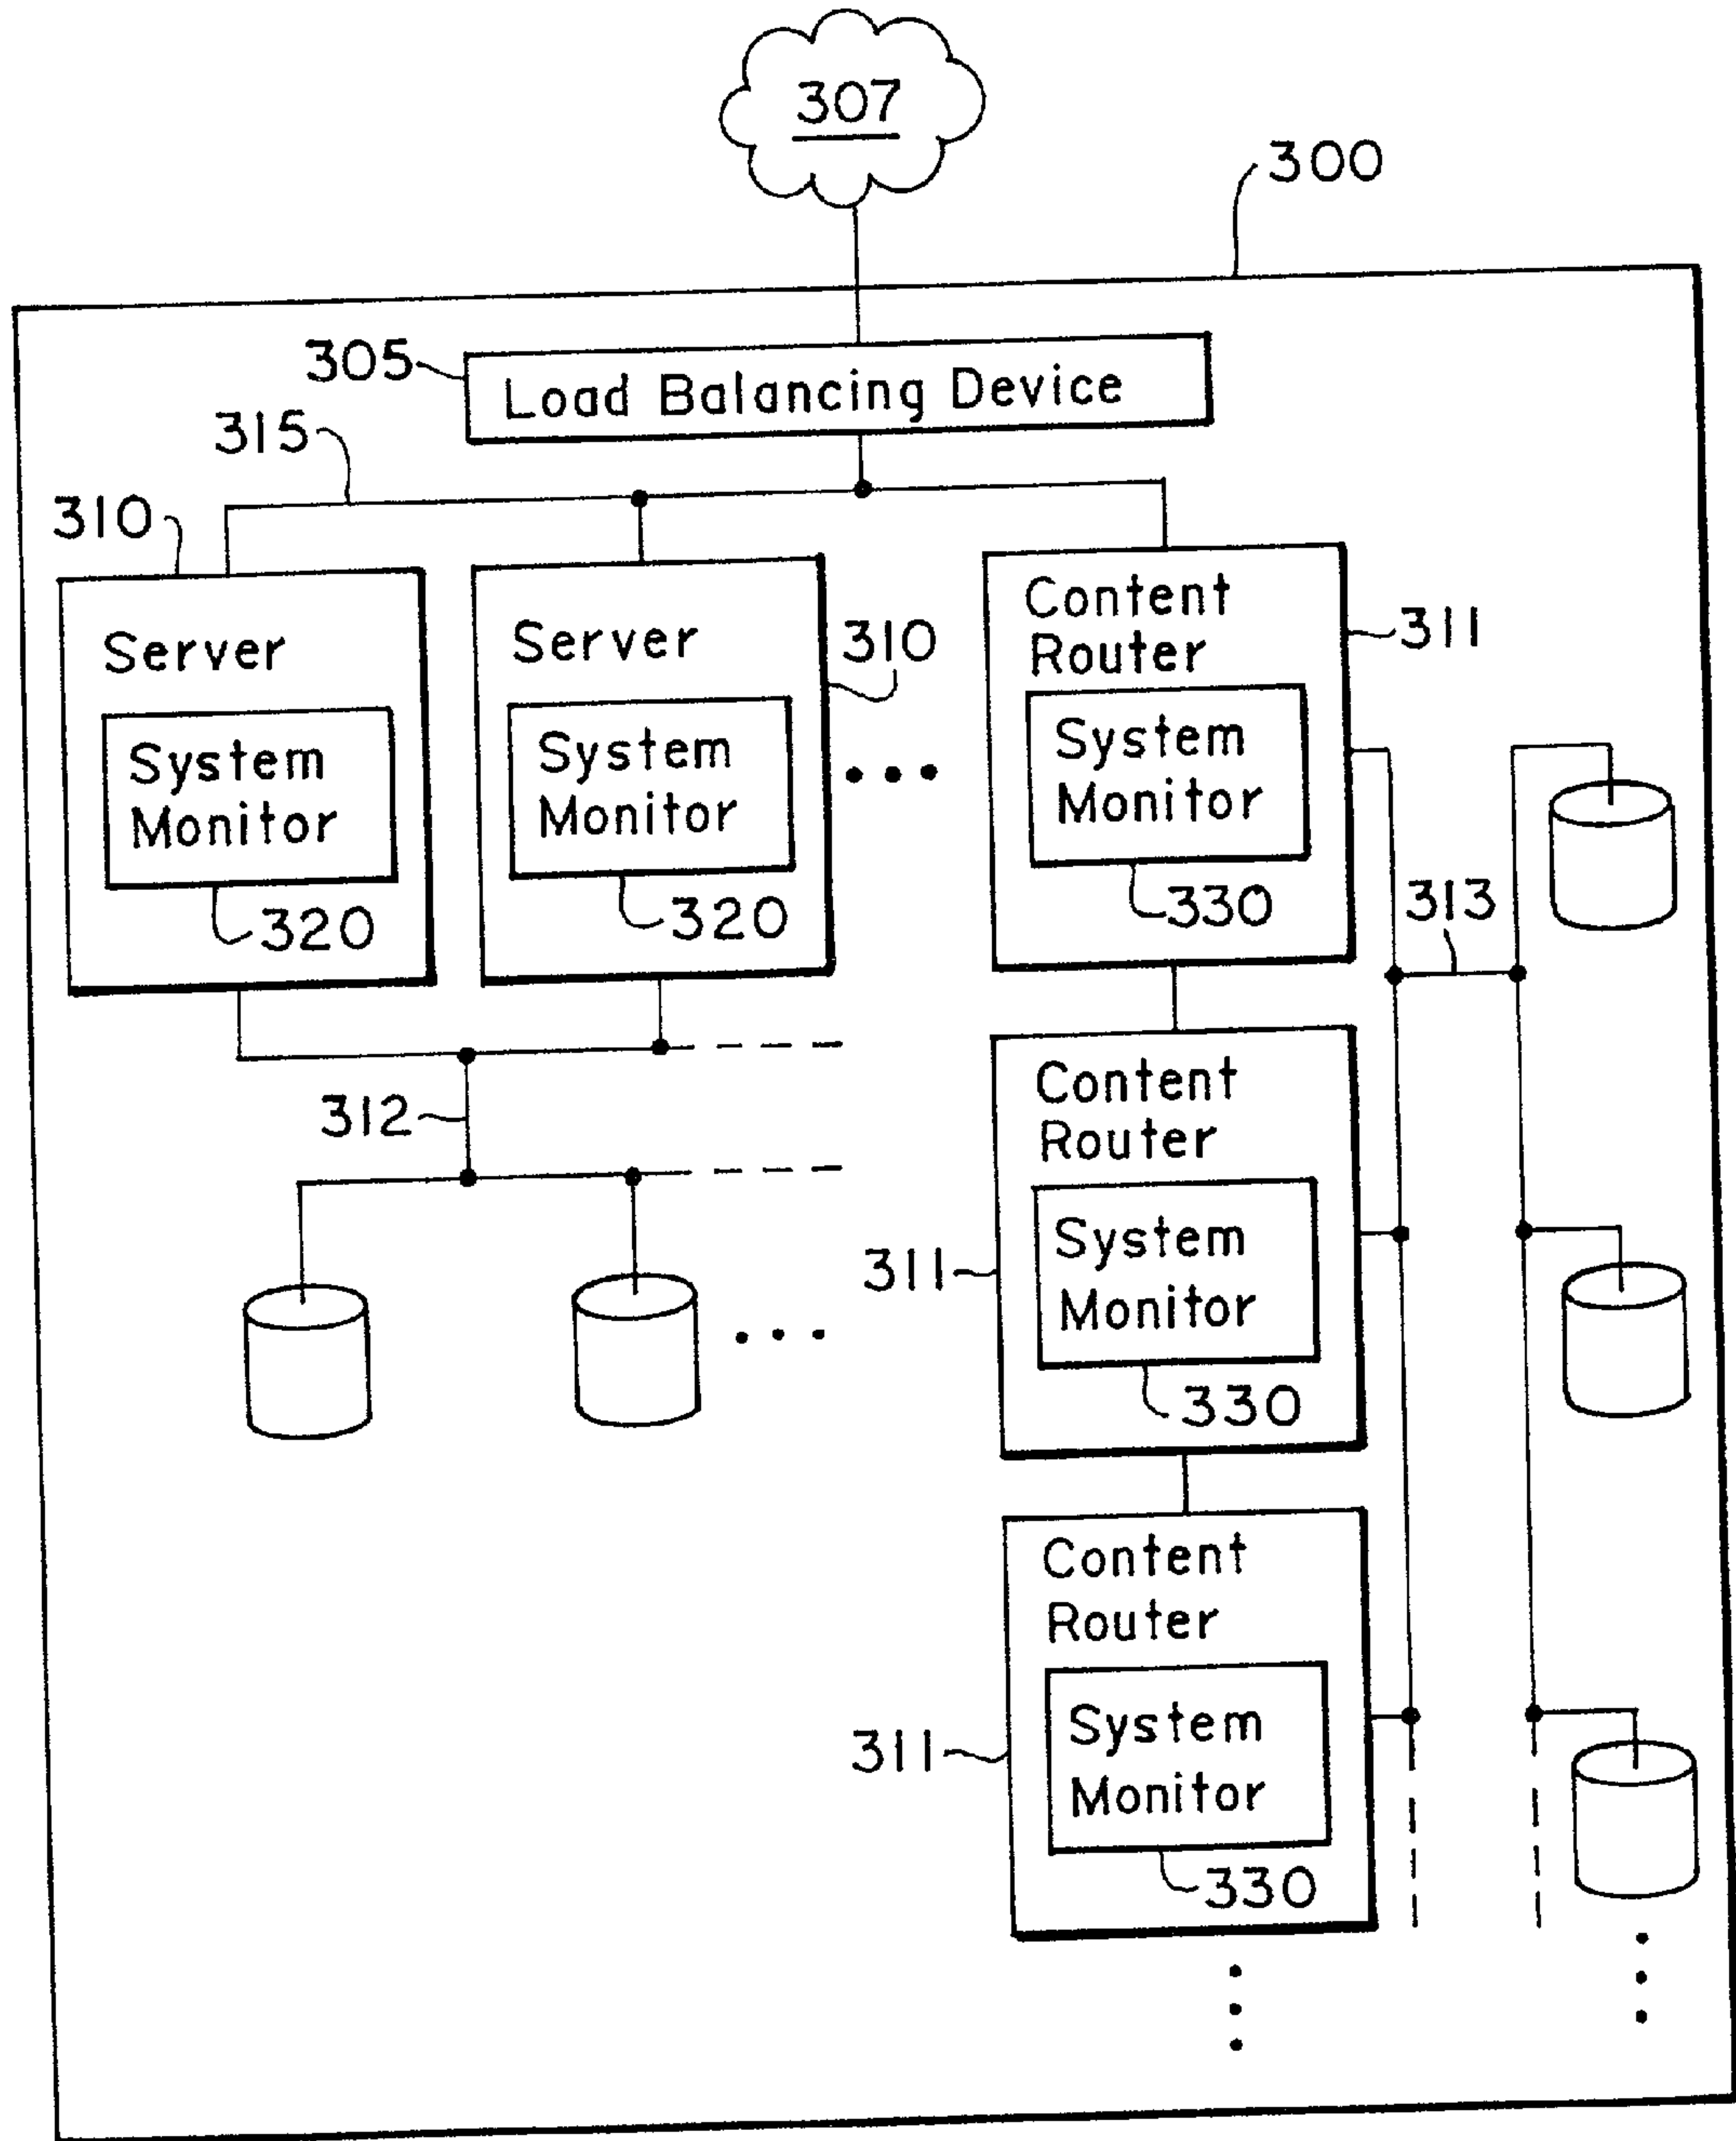 307
300
305
Load Balancing Device
315
310
Server
System
Monitor
320
Server
310
System
Monitor
320
Content
Router
311
System
Monitor
330
313
312
Content
Router
311
System
Monitor
330
Content
Router
311
System
Monitor
330